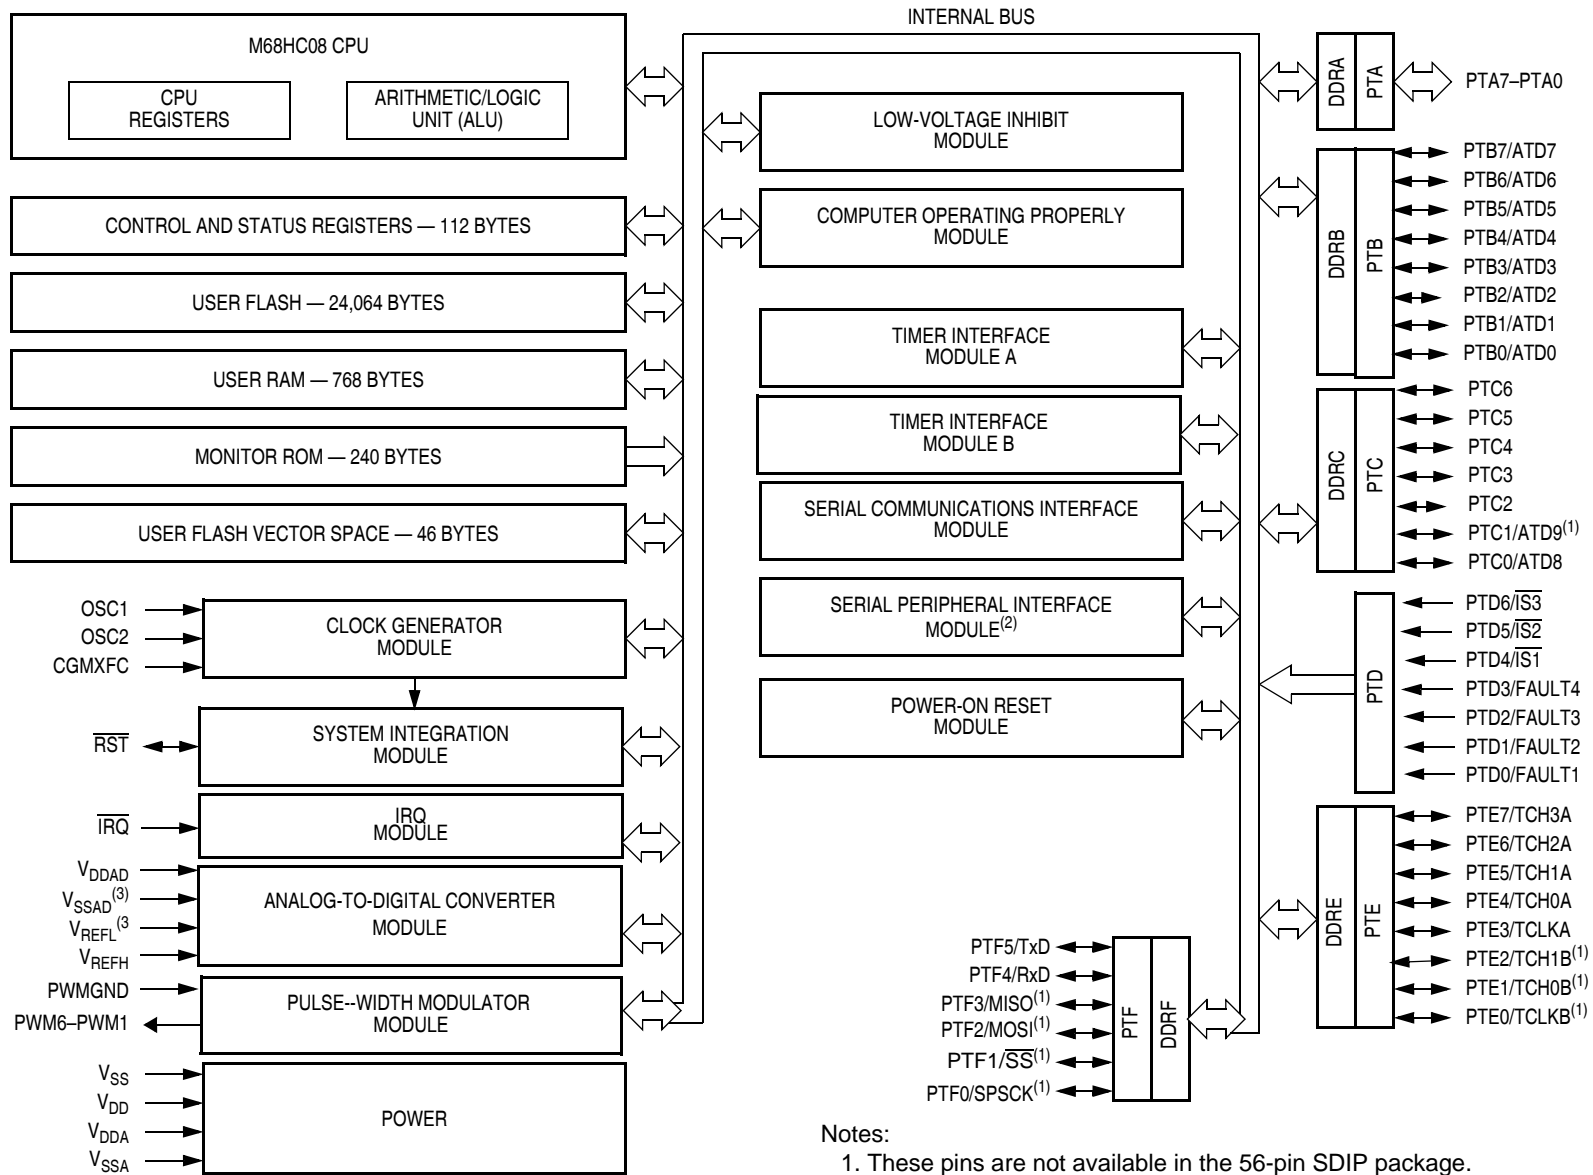 INTERNAL BUS
M68HC08 CPU
CPU
REGISTERS
ARITHMETIC/LOGIC
UNIT (ALU)
CONTROL AND STATUS REGISTERS — 112 BYTES
USER FLASH — 24,064 BYTES
USER RAM — 768 BYTES
MONITOR ROM — 240 BYTES
USER FLASH VECTOR SPACE — 46 BYTES
OSC1
OSC2
CGMXFC
CLOCK GENERATOR
MODULE
RST
SYSTEM INTEGRATION
MODULE
IRQ
IRQ
MODULE
VDDAD
VSSAD(3)
VREFL(3
VREFH
ANALOG-TO-DIGITAL CONVERTER
MODULE
PWMGND
PWM6–PWM1
PULSE--WIDTH MODULATOR
MODULE
VSS
VDD
VDDA
VSSA
POWER
LOW-VOLTAGE INHIBIT
MODULE
COMPUTER OPERATING PROPERLY
MODULE
TIMER INTERFACE
MODULE A
TIMER INTERFACE
MODULE B
SERIAL COMMUNICATIONS INTERFACE
MODULE
SERIAL PERIPHERAL INTERFACE
MODULE(2)
POWER-ON RESET
MODULE
PTF5/TxD
PTF4/RxD
PTF3/MISO(1)
PTF2/MOSI(1)
PTF1/SS(1)
PTF0/SPSCK(1)
PTF
DDRF
DDRA
PTA
PTA7–PTA0
DDRB
PTB
PTB7/ATD7
PTB6/ATD6
PTB5/ATD5
PTB4/ATD4
PTB3/ATD3
PTB2/ATD2
PTB1/ATD1
PTB0/ATD0
DDRC
PTC
PTC6
PTC5
PTC4
PTC3
PTC2
PTC1/ATD9(1)
PTC0/ATD8
PTD
PTD6/IS3
PTD5/IS2
PTD4/IS1
PTD3/FAULT4
PTD2/FAULT3
PTD1/FAULT2
PTD0/FAULT1
DDRE
PTE
PTE7/TCH3A
PTE6/TCH2A
PTE5/TCH1A
PTE4/TCH0A
PTE3/TCLKA
PTE2/TCH1B(1)
PTE1/TCH0B(1)
PTE0/TCLKB(1)
Notes:
1. These pins are not available in the 56-pin SDIP package.